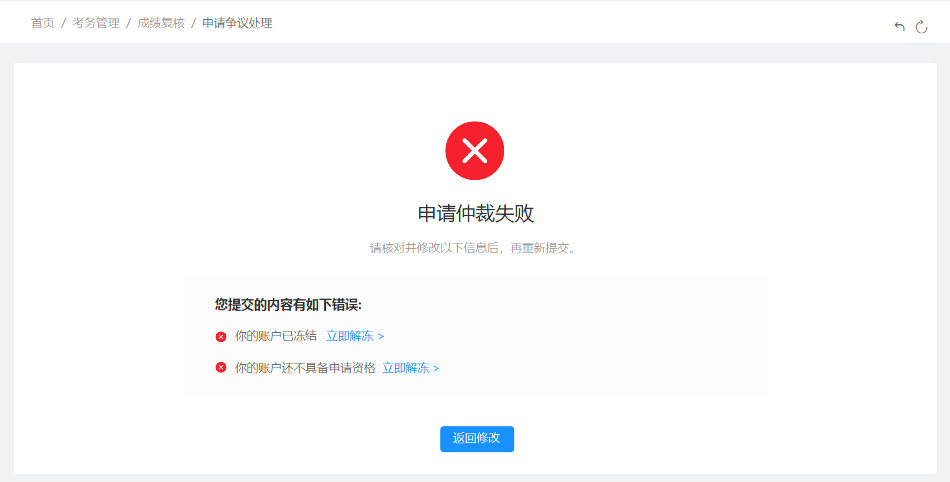 首页 / 考务管理 / 成绩复核 / 申请争议处理
申请仲裁失败
请核对并修改以下信息后，再重新提交。
您提交的内容有如下错误:
你的账户已冻结 立即解冻 >
你的账户还不具备申请资格 立即解冻 >
返回修改